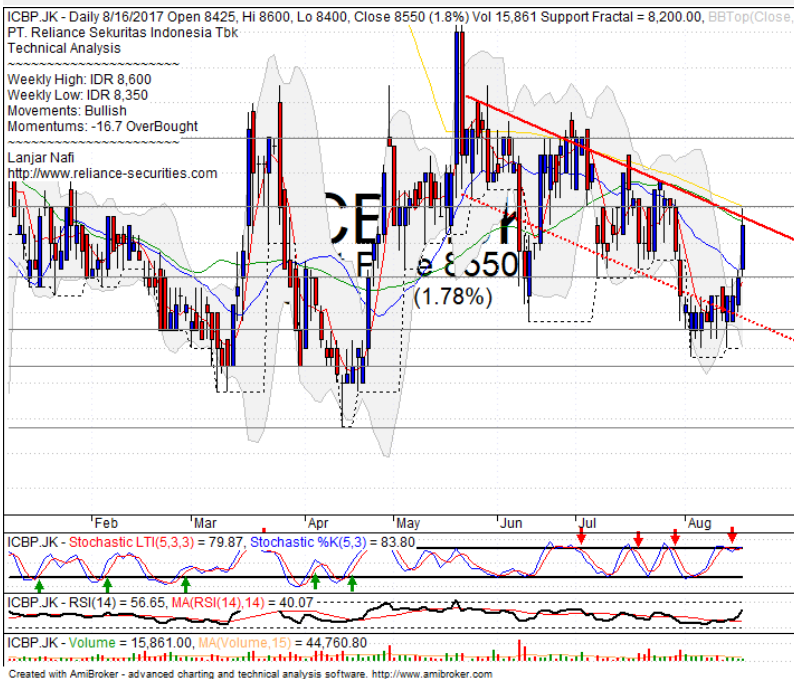 ICBP.JK - Daily 8/16/2017 Open 8425, Hi 8600, Lo 8400, Close 8550 (1.8%) Vol 15,861 Support Fractal = 8,200.00, BBTop(Close,
PT. Reliance Sekuritas Indonesia Tbk
Technical Analysis
~~~~~~~~~~~~~~~~~~~~~
Weekly High: IDR 8,600
Weekly Low: IDR 8,350
Movements: Bullish
Momentums: -16.7 OverBought
~~~~~~~~~~~~~~~~~~~~~
Lanjar Nafi
http://www.reliance-securities.com
8550
(1.78%)
Feb Mar Apr May Jun Jul Aug
ICBP.JK - Stochastic LTI(5,3,3) = 79.87, Stochastic %K(5,3) = 83.80
ICBP.JK - RSI(14) = 56.65, MA(RSI(14),14) = 40.07
ICBP.JK - Volume = 15,861.00, MA(Volume,15) = 44,760.80
Created with AmiBroker - advanced charting and technical analysis software. http://www.amibroker.com